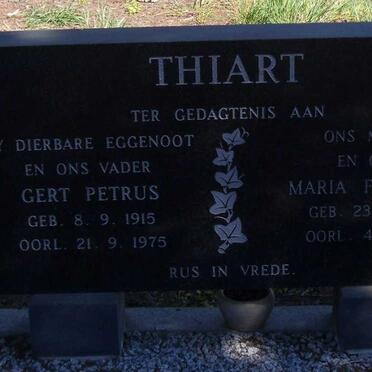 THIART
TER GEDAGTENIS AAN
DIERBARE EGGENOOT
EN ONS VADER
GERT PETRUS
GEB. 8. 9. 1915
OORL. 21. 9. 1975
ONS
EN
MARIA
GEB. 23
OORL. 4
RUS IN VREDE.